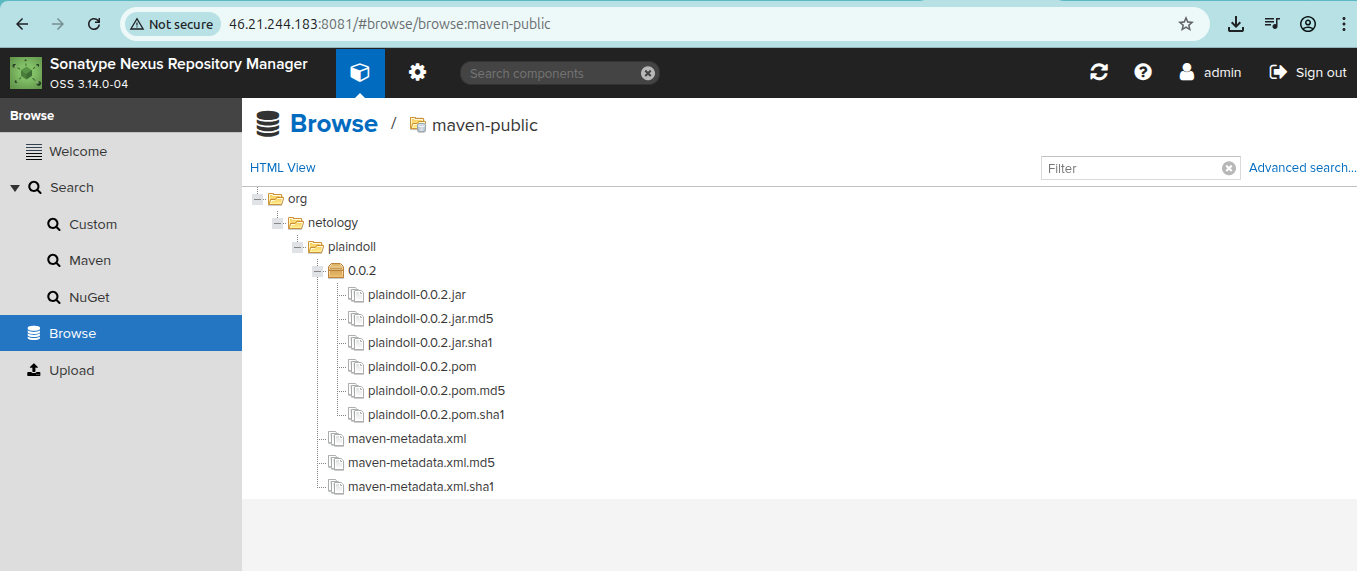 Not secure 46.21.244.183:8081/#browse/browse:maven-public
Sonatype Nexus Repository Manager
OSS 3.14.0-04
Search components
admin
Sign out
Browse
Welcome
Search
Custom
Maven
NuGet
Browse
Upload
Browse / maven-public
HTML View
Filter
Advanced search...
org
netology
plaindoll
0.0.2
plaindoll-0.0.2.jar
plaindoll-0.0.2.jar.md5
plaindoll-0.0.2.jar.sha1
plaindoll-0.0.2.pom
plaindoll-0.0.2.pom.md5
plaindoll-0.0.2.pom.sha1
maven-metadata.xml
maven-metadata.xml.md5
maven-metadata.xml.sha1